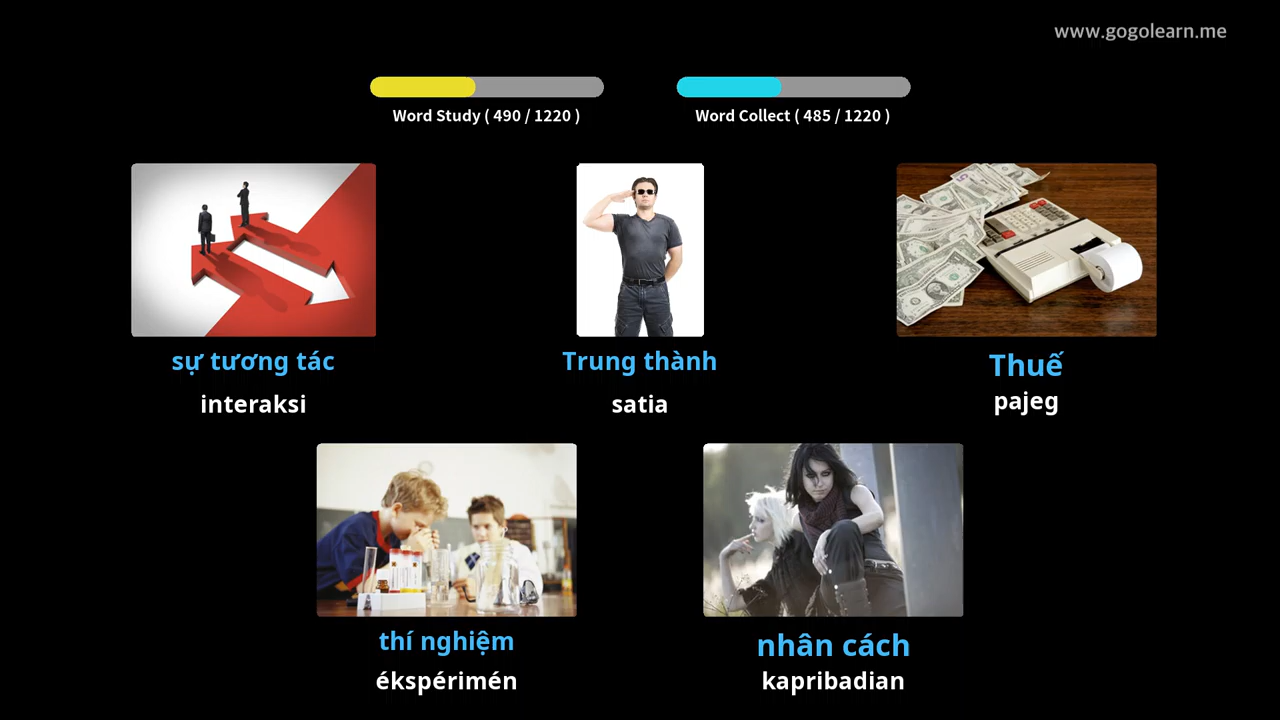 www.gogolearn.me
Word Study ( 490 / 1220 )
Word Collect ( 485 / 1220 )
sự tương tác
interaksi
Trung thành
satia
Thuế
pajeg
thí nghiệm
ékspérimén
nhân cách
kapribadian